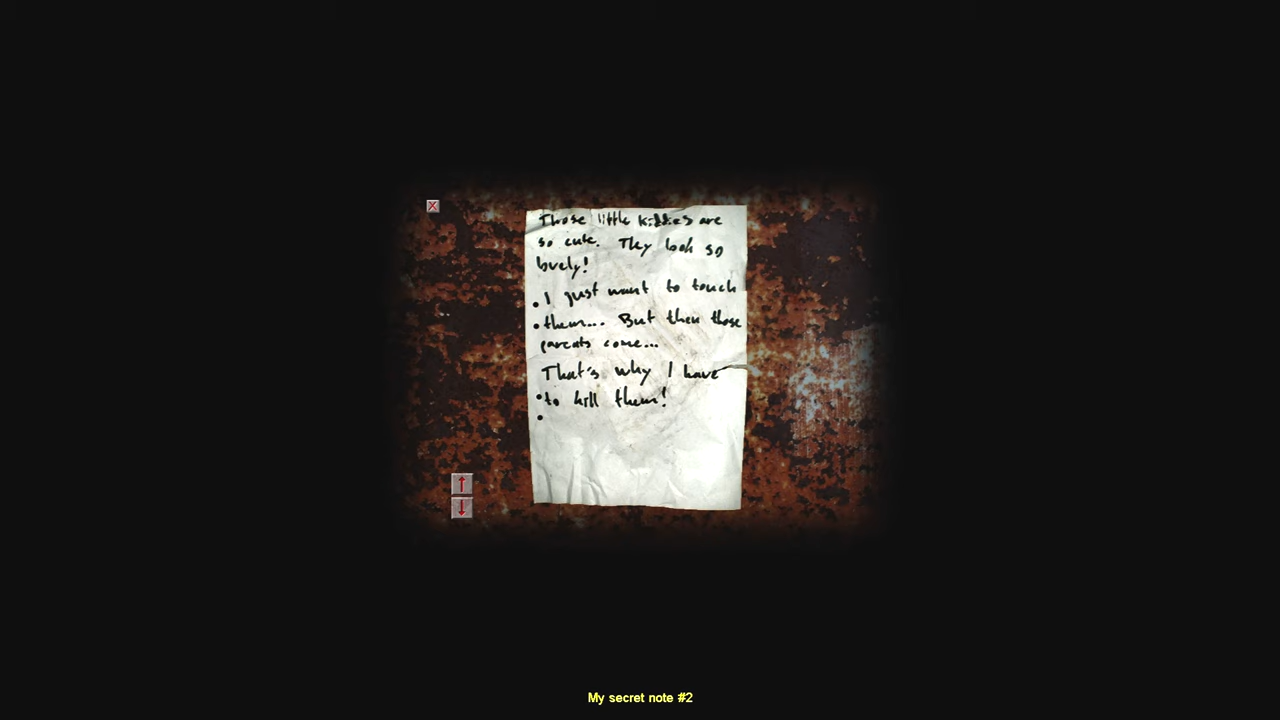 Those little kitties are
so cute. They look so
lovely!
I just want to touch
them... But then those
parents come...
That's why I have
to kill them!
My secret note #2